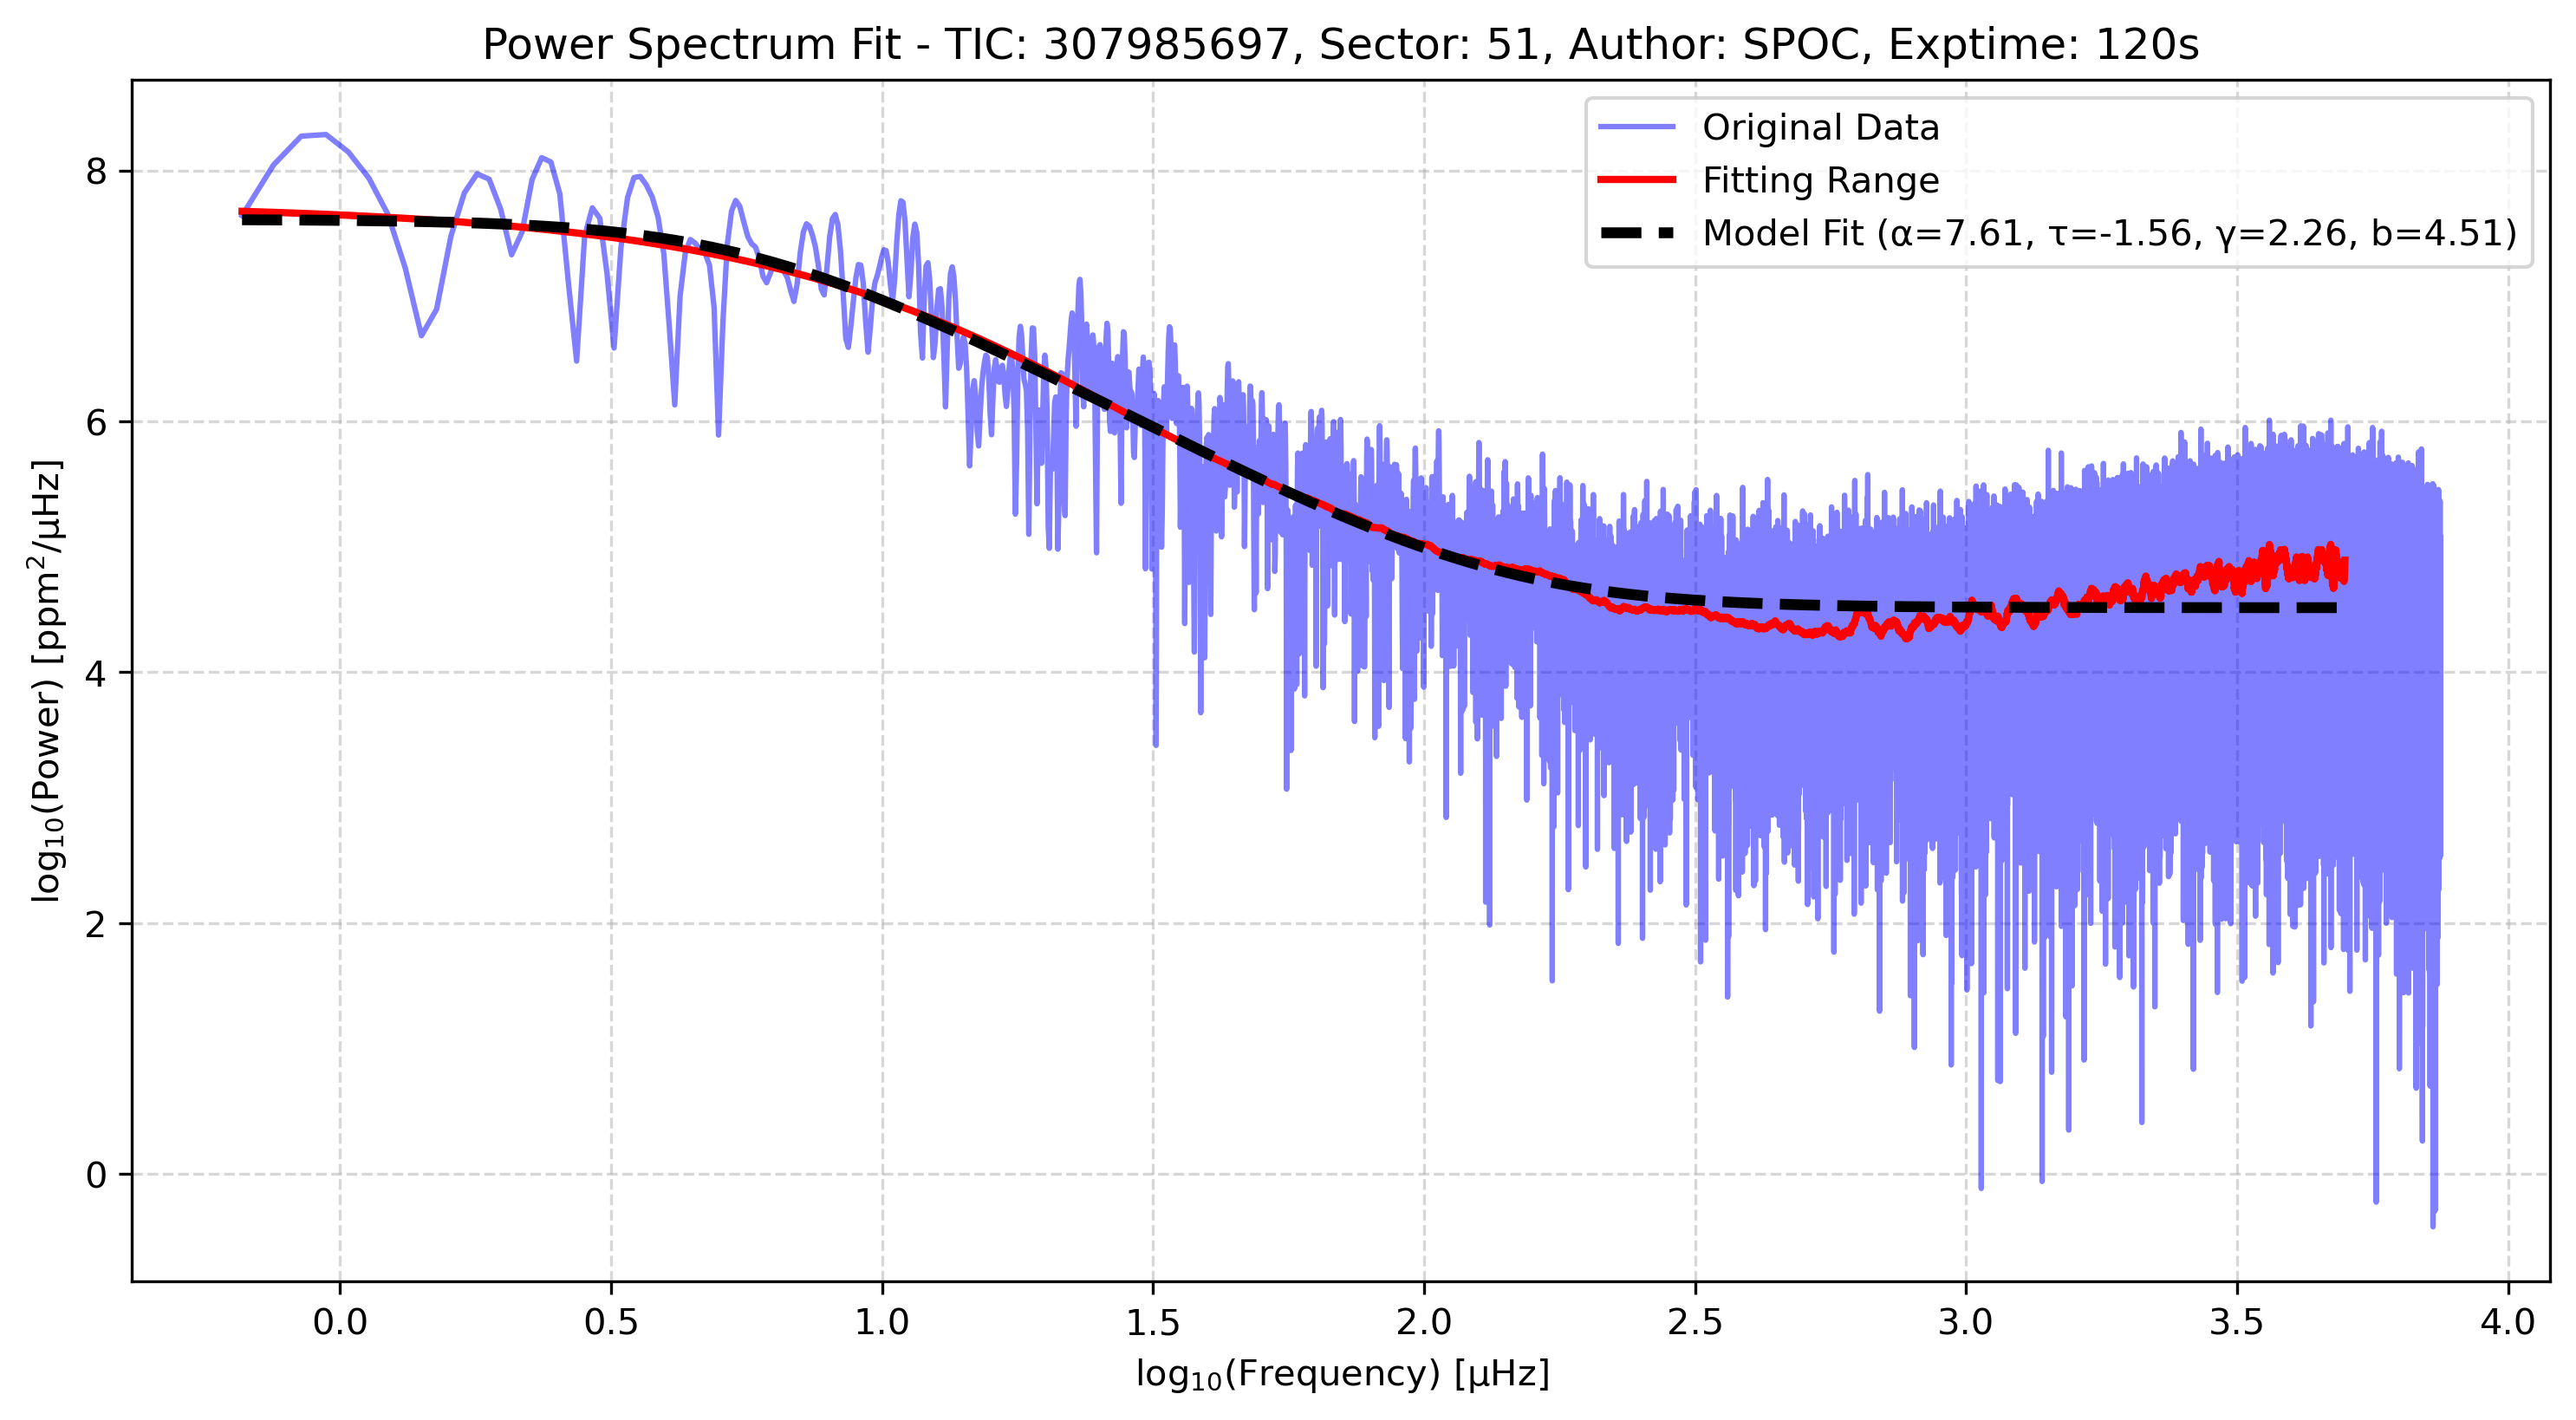 Power Spectrum Fit - TIC: 307985697, Sector: 51, Author: SPOC, Exptime: 120s
Original Data
Fitting Range
Model Fit (α=7.61, τ=-1.56, γ=2.26, b=4.51)
log₁₀(Power) [ppm²/μHz]
8
6
4
2
0
0.0 0.5 1.0 1.5 2.0 2.5 3.0 3.5 4.0
log₁₀(Frequency) [μHz]